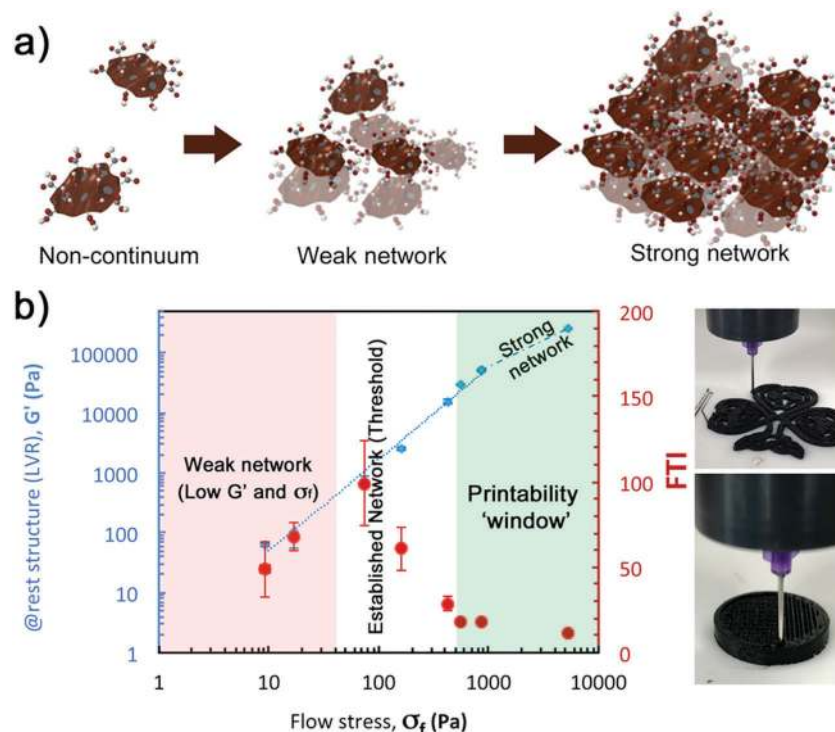 a)
Non-continuum
Weak network
Strong network
b)
@rest structure (LVR), G' (Pa)
100000
10000
1000
100
10
1
Weak network
(Low G' and σf)
Established Network (Threshold)
Strong
network
Printability
'window'
200
150
100
50
0
FTI
1
10
100
1000
10000
Flow stress, σf (Pa)